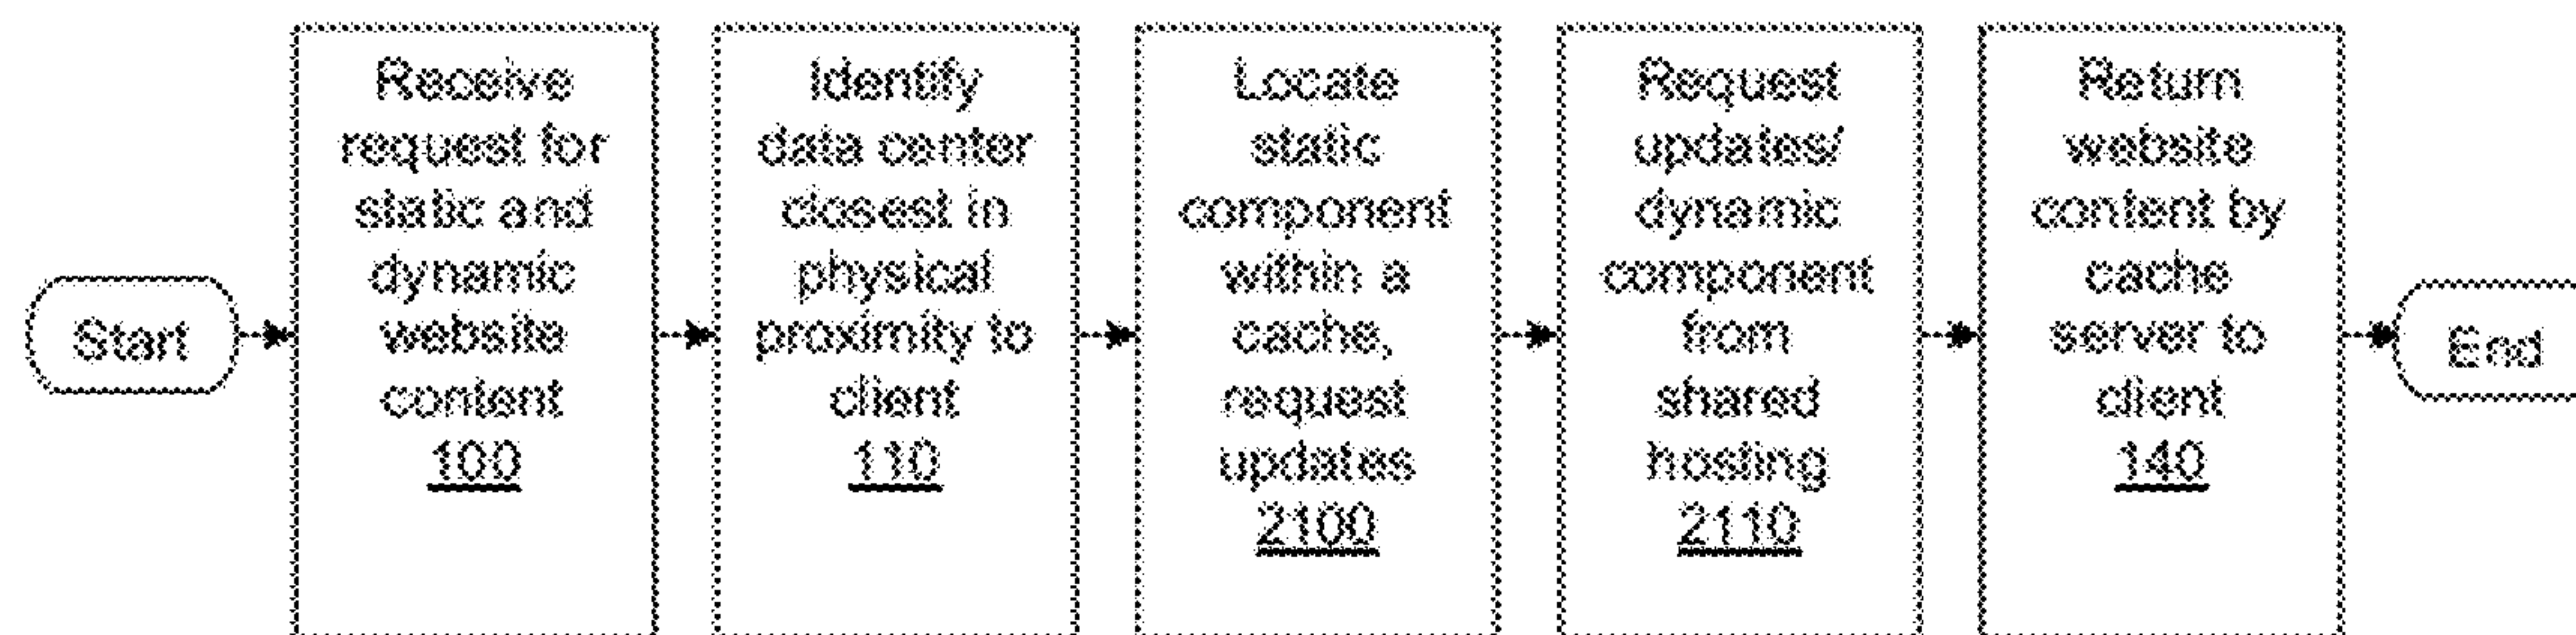 Start
Receive
request for
static and
dynamic
website
content
100
Identify
data center
closest in
physical
proximity to
client
110
Locate
static
component
within a
cache,
request
updates
2100
Request
updates/
dynamic
component
from
shared
hosting
2110
Return
website
content by
cache
server to
client
140
End